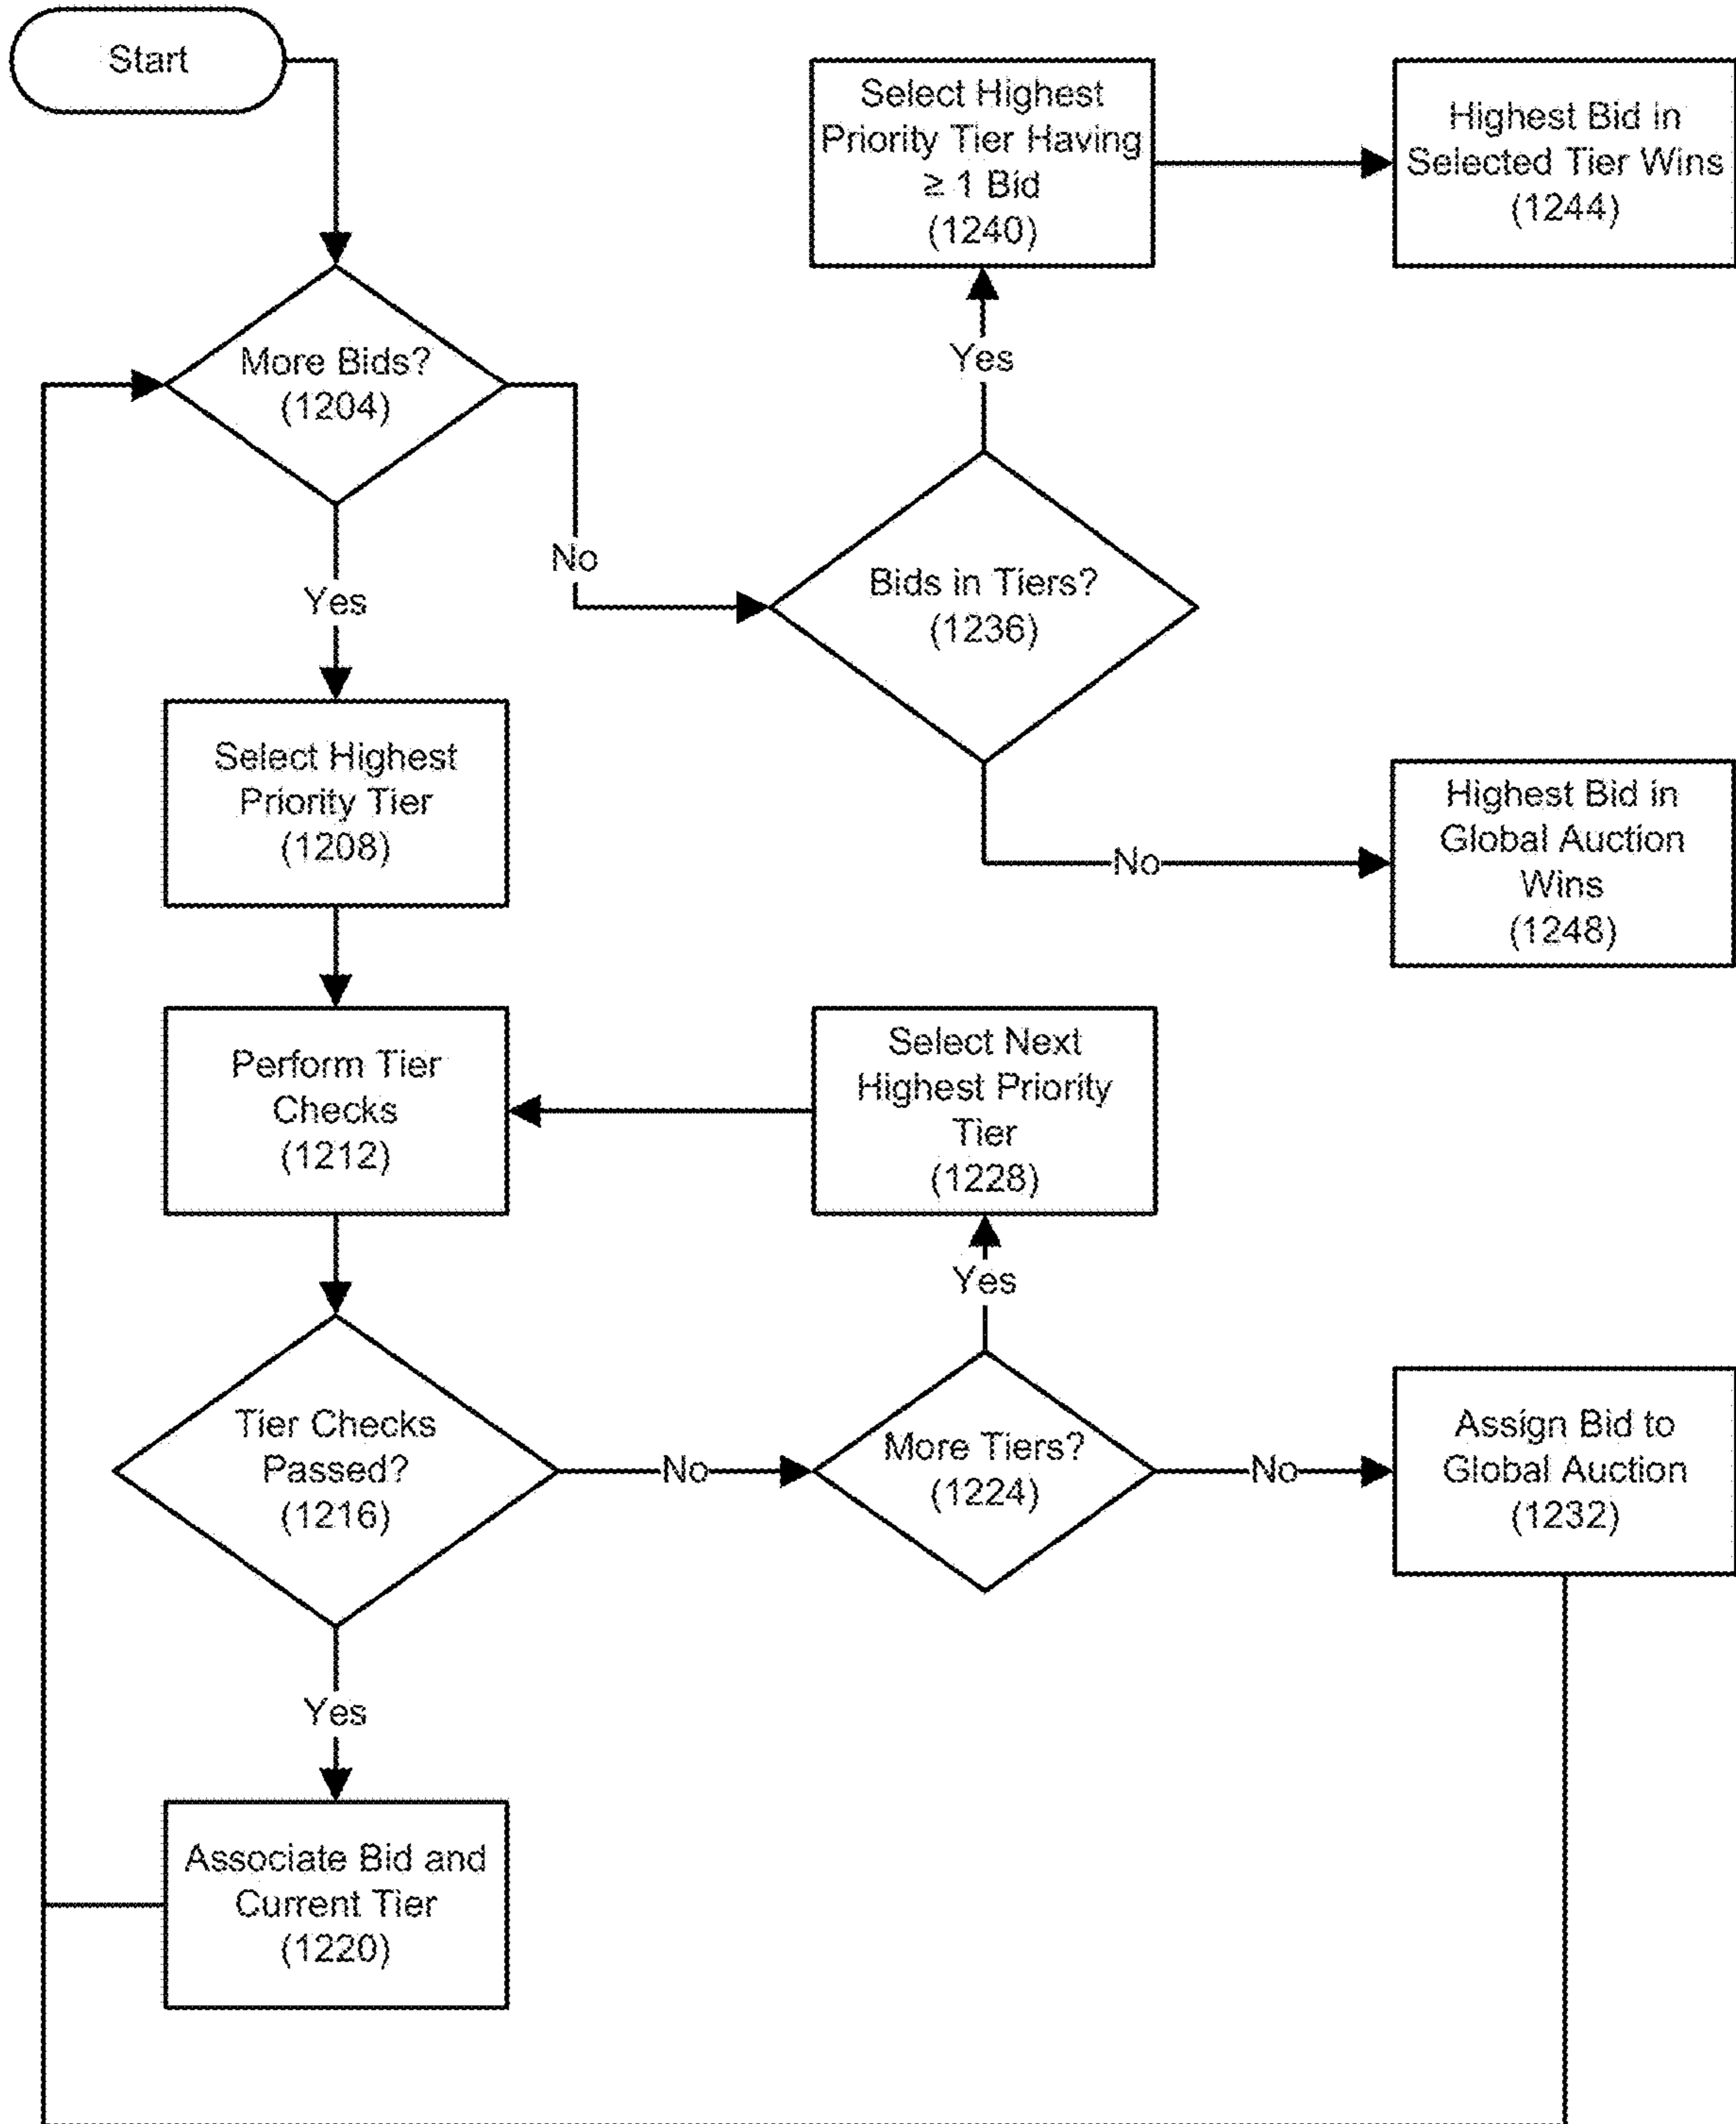 Start
More Bids?
(1204)
Yes
No
Select Highest
Priority Tier
(1208)
Perform Tier
Checks
(1212)
Tier Checks
Passed?
(1216)
Yes
Associate Bid and
Current Tier
(1220)
No
More Tiers?
(1224)
Yes
Select Next
Highest Priority
Tier
(1228)
No
Assign Bid to
Global Auction
(1232)
Bids in Tiers?
(1236)
Yes
Select Highest
Priority Tier Having
≥ 1 Bid
(1240)
Highest Bid in
Selected Tier Wins
(1244)
No
Highest Bid in
Global Auction
Wins
(1248)